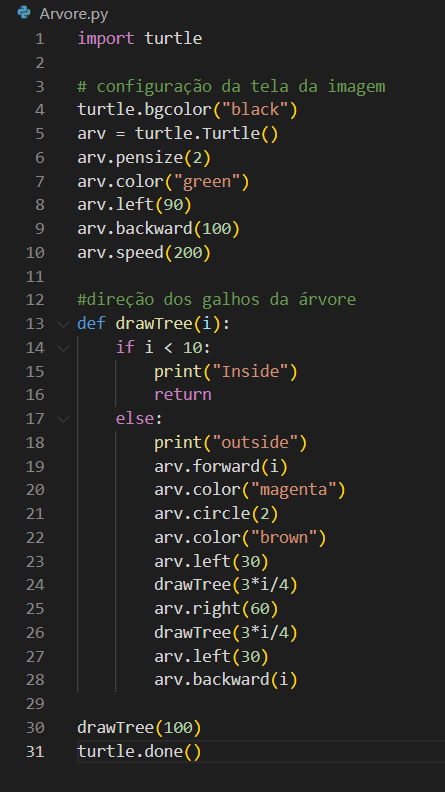 Arvore.py
1 import turtle
2
3 # configuração da tela da imagem
4 turtle.bgcolor("black")
5 arv = turtle.Turtle()
6 arv.pensize(2)
7 arv.color("green")
8 arv.left(90)
9 arv.backward(100)
10 arv.speed(200)
11
12 #direção dos galhos da árvore
13 def drawTree(i):
14     if i < 10:
15         print("Inside")
16         return
17     else:
18         print("outside")
19         arv.forward(i)
20         arv.color("magenta")
21         arv.circle(2)
22         arv.color("brown")
23         arv.left(30)
24         drawTree(3*i/4)
25         arv.right(60)
26         drawTree(3*i/4)
27         arv.left(30)
28         arv.backward(i)
29
30 drawTree(100)
31 turtle.done()